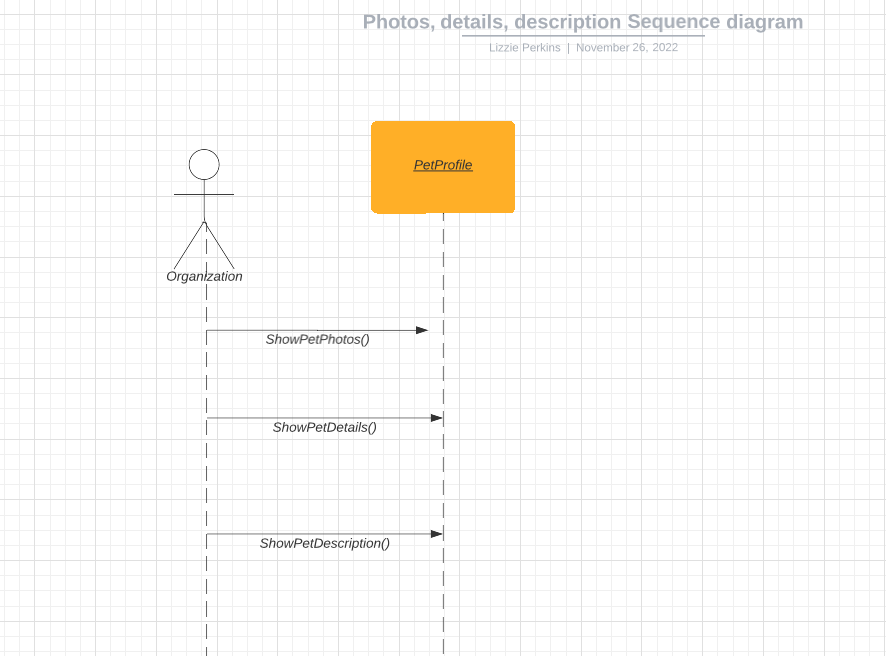 Photos, details, description Sequence diagram
Lizzie Perkins | November 26, 2022
PetProfile
Organization
ShowPetPhotos()
ShowPetDetails()
ShowPetDescription()